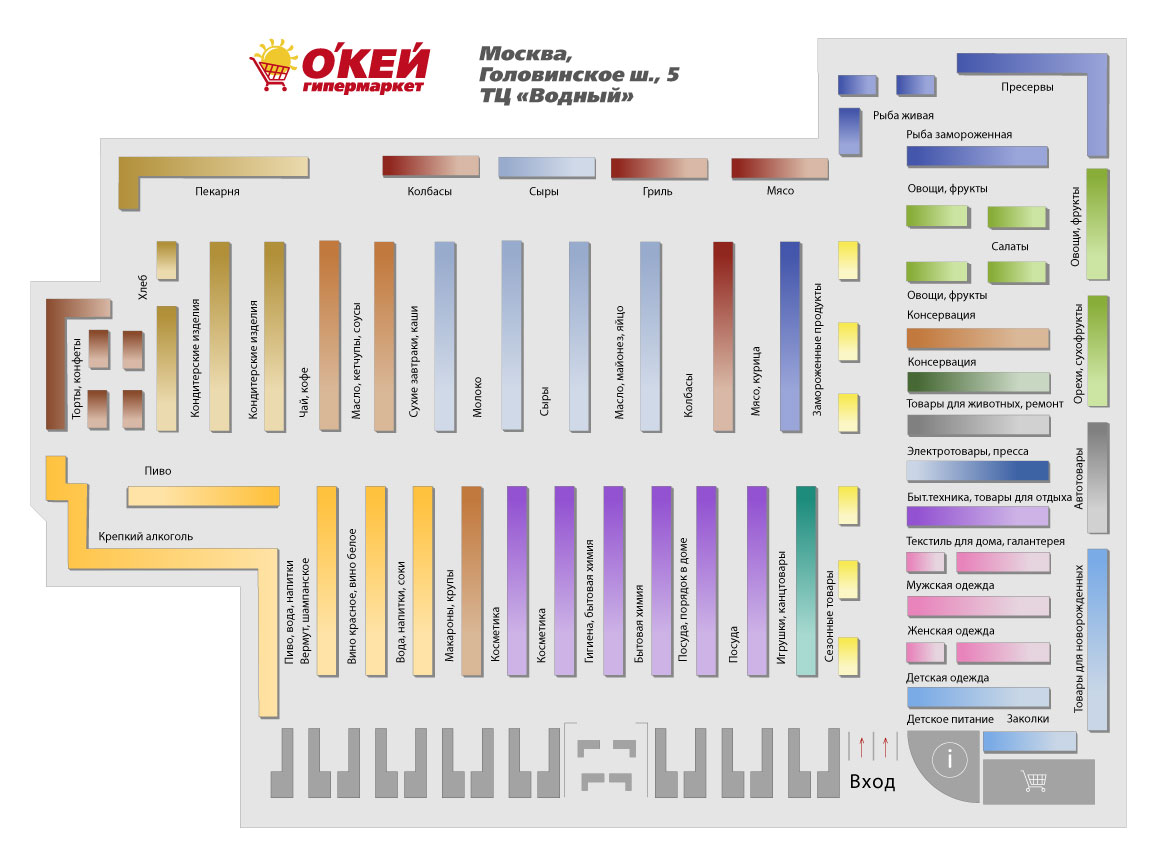 О'КЕЙ
гипермаркет
Москва,
Головинское ш., 5
ТЦ «Водный»
Пресервы
Рыба живая
Рыба замороженная
Пекарня
Колбасы
Сыры
Гриль
Мясо
Овощи, фрукты
Овощи, фрукты
Салаты
Овощи, фрукты
Хлеб
Кондитерские изделия
Кондитерские изделия
Чай, кофе
Масло, кетчупы, соусы
Сухие завтраки, каши
Молоко
Сыры
Масло, майонез, яйцо
Колбасы
Мясо, курица
Замороженные продукты
Торты, конфеты
Консервация
Орехи, сухофрукты
Консервация
Товары для животных, ремонт
Электротовары, пресса
Автотовары
Быт.техника, товары для отдыха
Пиво
Крепкий алкоголь
Текстиль для дома, галантерея
Мужская одежда
Женская одежда
Товары для новорожденных
Детская одежда
Детское питание
Заколки
Пиво, вода, напитки
Вермут, шампанское
Вино красное, вино белое
Вода, напитки, соки
Макароны, крупы
Косметика
Косметика
Гигиена, бытовая химия
Бытовая химия
Посуда, порядок в доме
Посуда
Игрушки, канцтовары
Сезонные товары
i
Вход